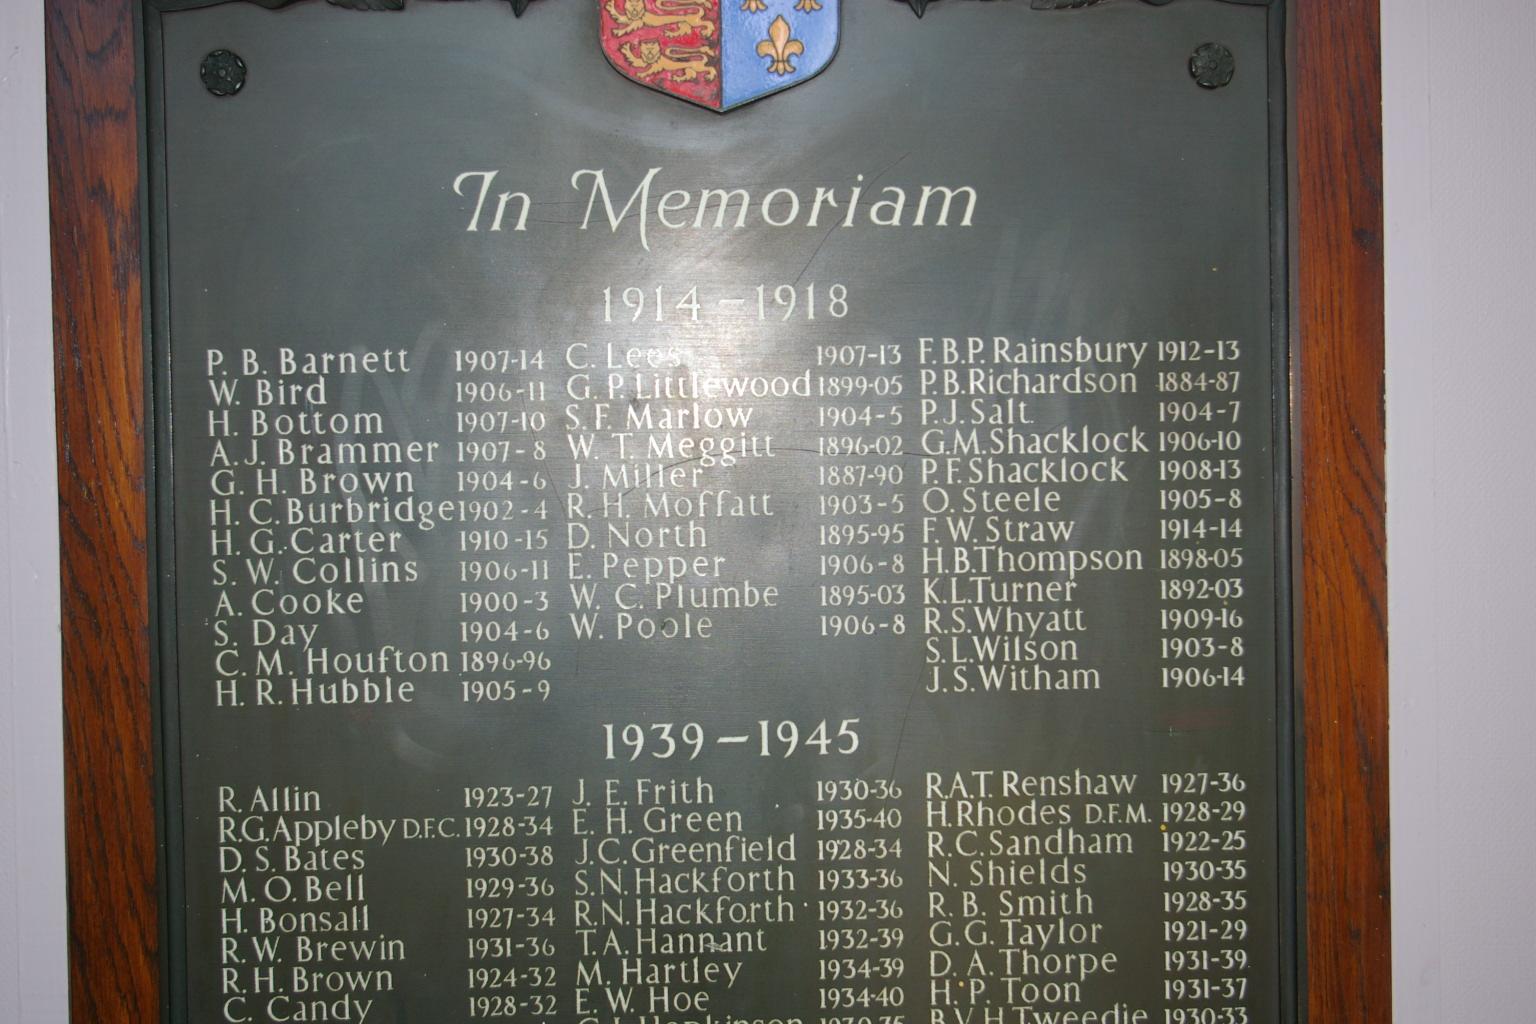 In Memoriam
1914-1918
P. B. Barnett 1907-14
W. Bird 1906-11
H. Bottom 1907-10
A. J. Brammer 1907-8
G. H. Brown 1904-6
H. C. Burbridge 1902-4
H. G. Carter 1910-15
S. W. Collins 1906-11
A. Cooke 1900-3
S. Day 1904-6
C. M. Houfton 1896-96
H. R. Hubble 1905-9
C. Lees 1907-13
G. P. Littlewood 1899-05
S. F. Marlow 1904-5
W. T. Meggitt 1896-02
J. Miller 1887-90
R. H. Moffatt 1903-5
D. North 1895-95
E. Pepper 1906-8
W. C. Plumbe 1895-03
W. Poole 1906-8
F.B.P. Rainsbury 1912-13
P.B. Richardson 1884-87
P.J. Salt 1904-7
G.M. Shacklock 1906-10
P.F. Shacklock 1908-13
O. Steele 1905-8
F.W. Straw 1914-14
H.B. Thompson 1898-05
K.L. Turner 1892-03
R.S. Whyatt 1909-16
S.L. Wilson 1903-8
J.S. Witham 1906-14
1939-1945
R. Allin 1923-27
R.G. Appleby D.F.C. 1928-34
D. S. Bates 1930-38
M. O. Bell 1929-36
H. Bonsall 1927-34
R. W. Brewin 1931-36
R. H. Brown 1924-32
C. Candy 1928-32
J. E. Frith 1930-36
E. H. Green 1935-40
J.C. Greenfield 1928-34
S.N. Hackforth 1933-36
R.N. Hackforth 1932-36
T.A. Hannant 1932-39
M. Hartley 1934-39
E. W. Hoe 1934-40
Hopkinson 1930-35
R.A.T. Renshaw 1927-36
H. Rhodes D.F.M. 1928-29
R.C. Sandham 1922-25
N. Shields 1930-35
R. B. Smith 1928-35
G. G. Taylor 1921-29
D. A. Thorpe 1931-39
H. P. Toon 1931-37
B.V.H. Tweedie 1930-33